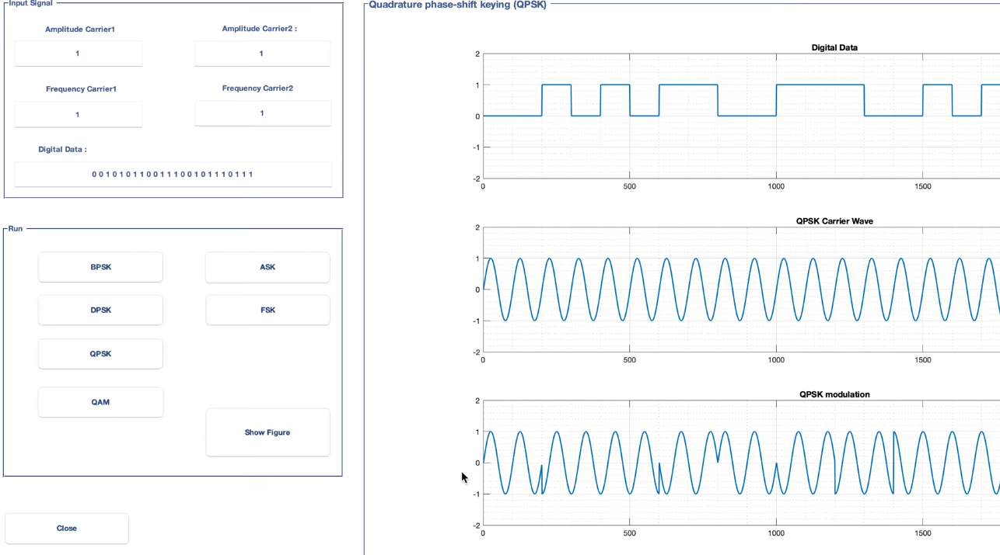 Input Signal
Amplitude Carrier1
Amplitude Carrier2 :
1
1
Frequency Carrier1
Frequency Carrier2
1
1
Digital Data :
0 0 1 0 1 0 1 1 0 0 1 1 1 0 0 1 0 1 1 1 0 1 1 1
Run
BPSK
ASK
DPSK
FSK
QPSK
QAM
Show Figure
Close
Quadrature phase-shift keying (QPSK)
Digital Data
2
1
0
-1
-2
0
500
1000
1500
QPSK Carrier Wave
2
1
0
-1
-2
0
500
1000
1500
QPSK modulation
2
1
0
-1
-2
0
500
1000
1500